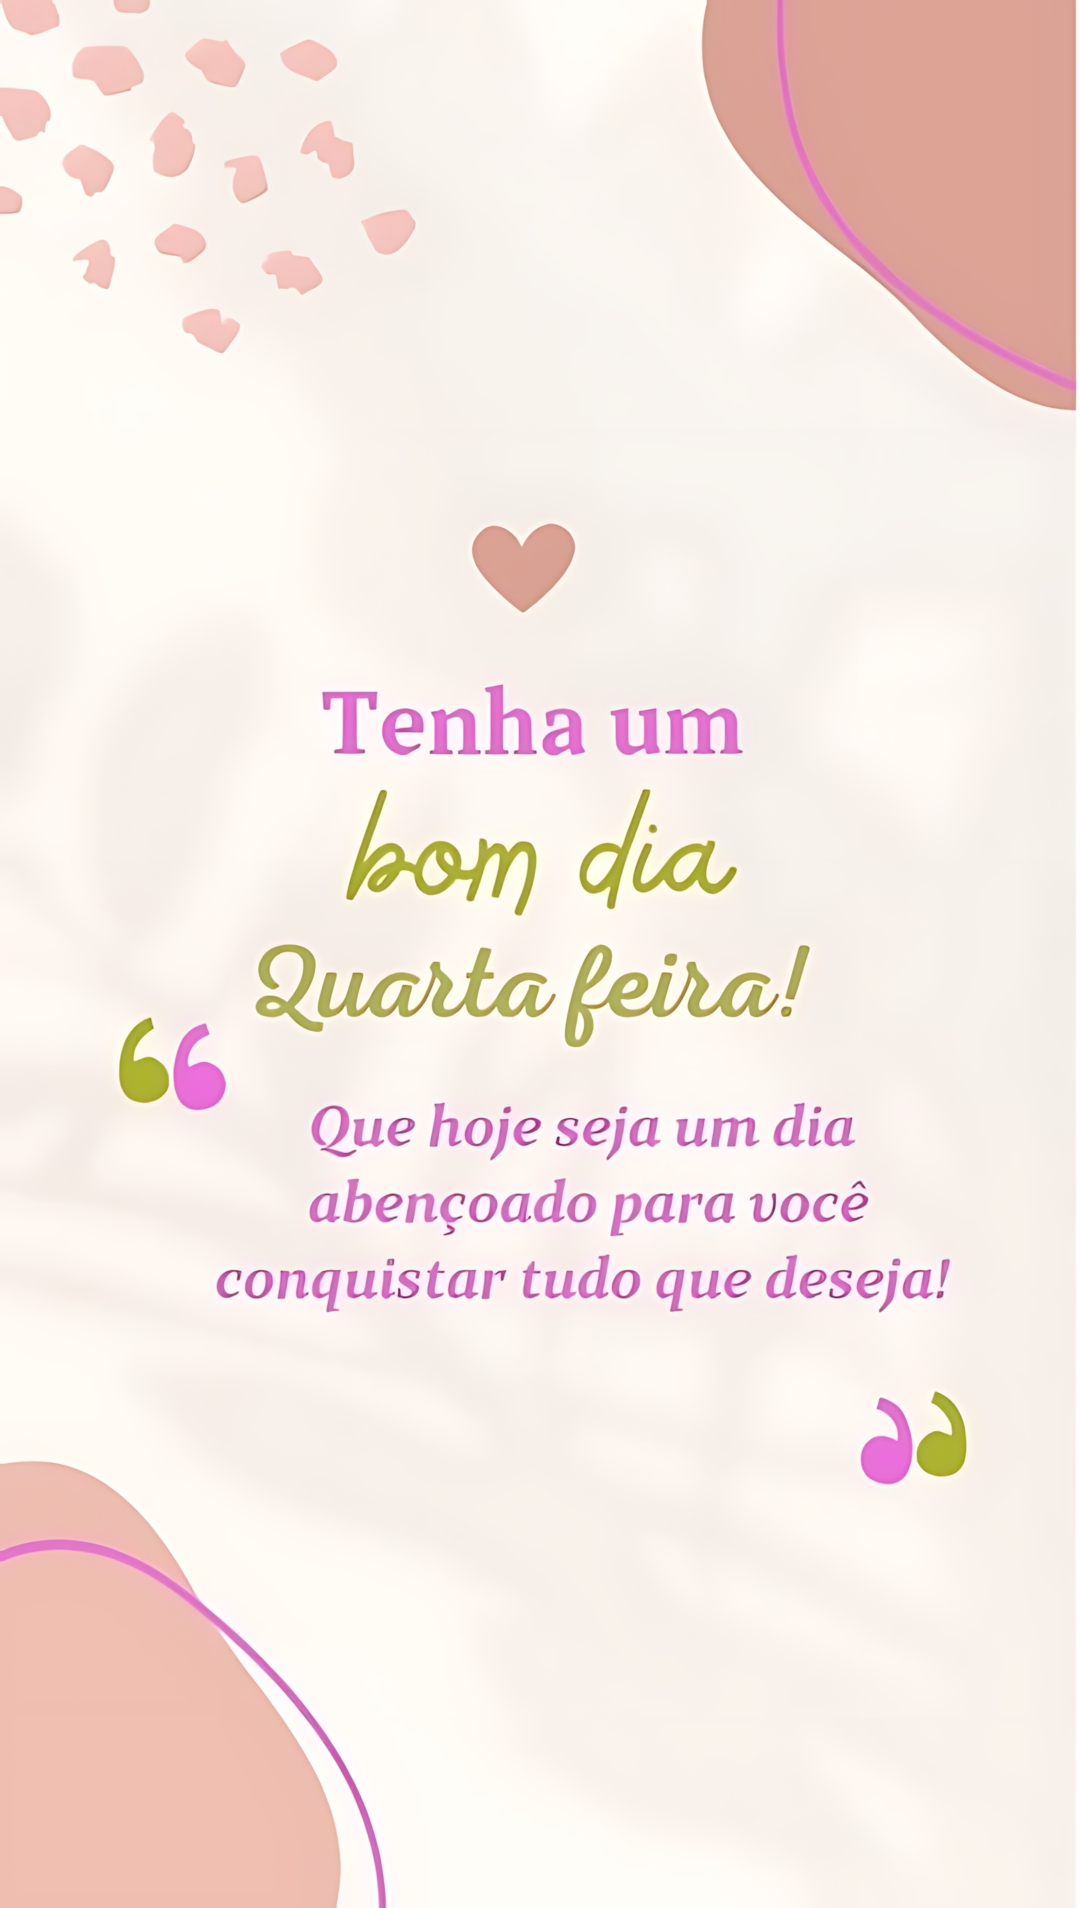 Tenha um
bom dia
Quarta feira!
“
Que hoje seja um dia
abençoado para você
conquistar tudo que deseja!
”